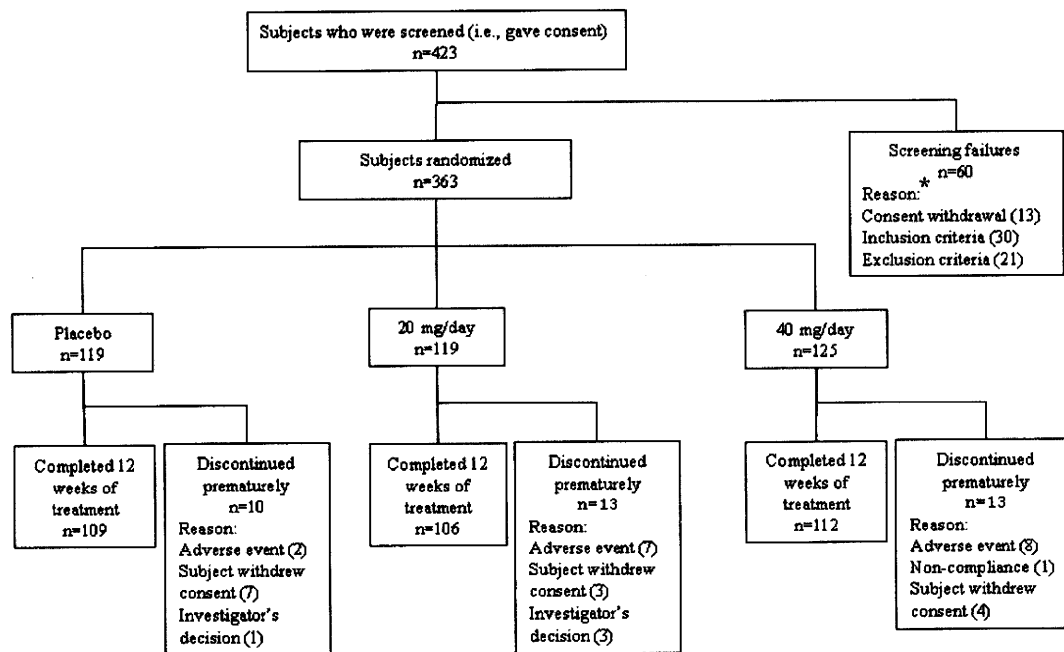 Subjects who were screened (i.e., gave consent)
n=423
Subjects randomized
n=363
Screening failures
n=60
Reason:*
Consent withdrawal (13)
Inclusion criteria (30)
Exclusion criteria (21)
Placebo
n=119
20 mg/day
n=119
40 mg/day
n=125
Completed 12
weeks of
treatment
n=109
Discontinued
prematurely
n=10
Reason:
Adverse event (2)
Subject withdrew
consent (7)
Investigator's
decision (1)
Completed 12
weeks of
treatment
n=106
Discontinued
prematurely
n=13
Reason:
Adverse event (7)
Subject withdrew
consent (3)
Investigator's
decision (3)
Completed 12
weeks of
treatment
n=112
Discontinued
prematurely
n=13
Reason:
Adverse event (8)
Non-compliance (1)
Subject withdrew
consent (4)